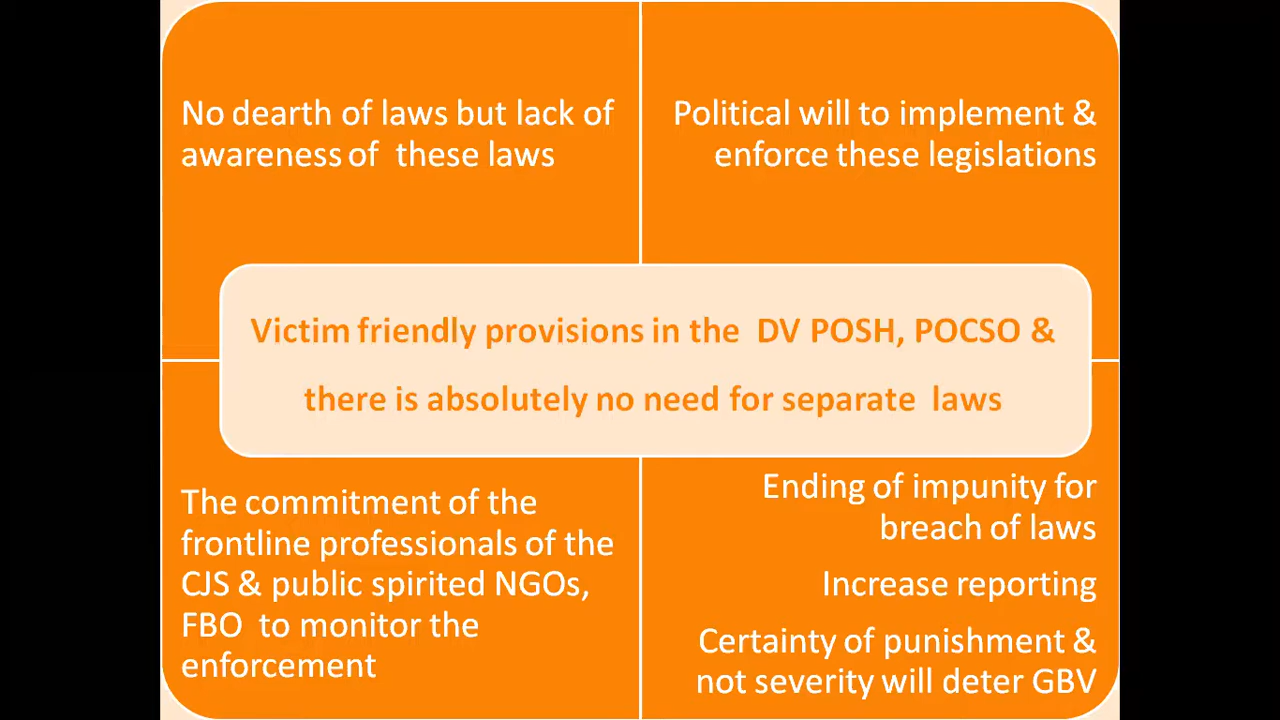 No dearth of laws but lack of
awareness of these laws
Political will to implement &
enforce these legislations
Victim friendly provisions in the DV POSH, POCSO &
there is absolutely no need for separate laws
The commitment of the
frontline professionals of the
CJS & public spirited NGOs,
FBO to monitor the
enforcement
Ending of impunity for
breach of laws
Increase reporting
Certainty of punishment &
not severity will deter GBV